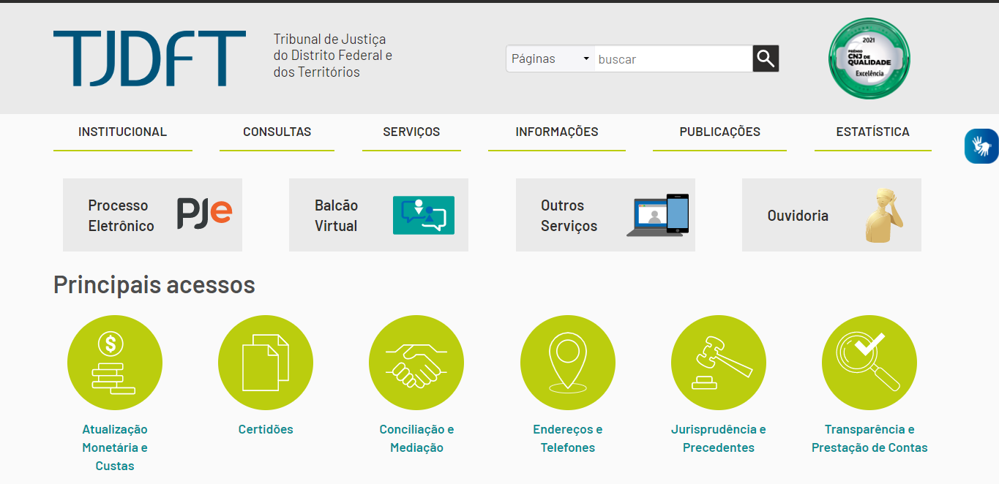 TJDFT
Tribunal de Justiça
do Distrito Federal e
dos Territórios
Páginas
buscar
2021
PRÊMIO
CNJ DE
QUALIDADE
Excelência
INSTITUCIONAL
CONSULTAS
SERVIÇOS
INFORMAÇÕES
PUBLICAÇÕES
ESTATÍSTICA
Processo
Eletrônico
PJe
Balcão
Virtual
Outros
Serviços
Ouvidoria
Principais acessos
$
Atualização
Monetária e
Custas
Certidões
Conciliação e
Mediação
Endereços e
Telefones
Jurisprudência e
Precedentes
Transparência e
Prestação de Contas